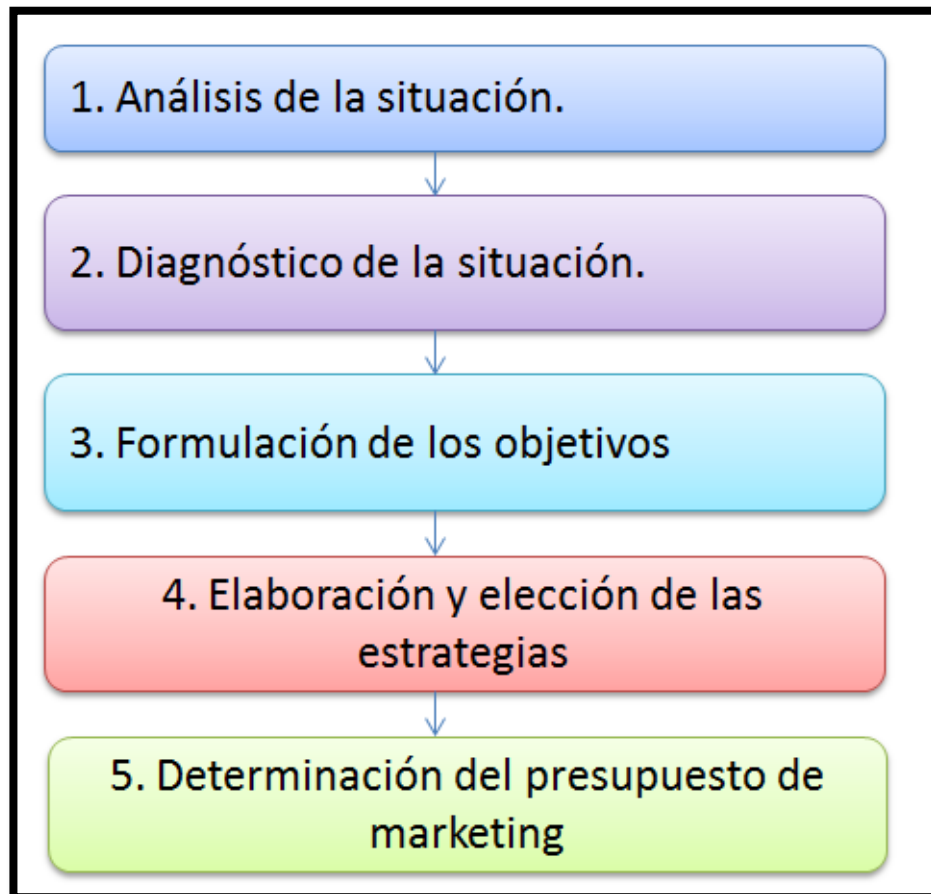 1. Análisis de la situación.
2. Diagnóstico de la situación.
3. Formulación de los objetivos
4. Elaboración y elección de las
estrategias
5. Determinación del presupuesto de
marketing